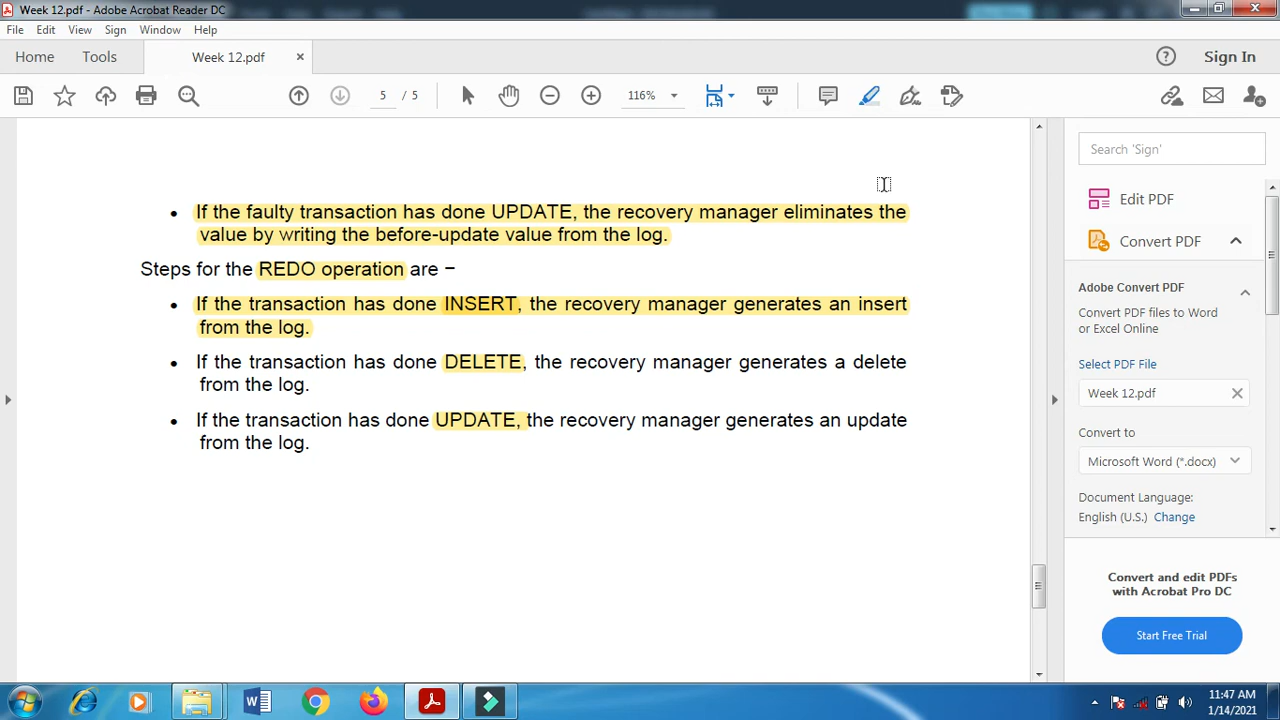 Week 12.pdf - Adobe Acrobat Reader DC
File Edit View Sign Window Help
Home Tools Week 12.pdf × ? Sign In
5 / 5 116%
Search 'Sign'
Edit PDF
Convert PDF
Adobe Convert PDF
Convert PDF files to Word
or Excel Online
Select PDF File
Week 12.pdf
Convert to
Microsoft Word (*.docx)
Document Language:
English (U.S.) Change
Convert and edit PDFs
with Acrobat Pro DC
Start Free Trial
• If the faulty transaction has done UPDATE, the recovery manager eliminates the
value by writing the before-update value from the log.
Steps for the REDO operation are −
• If the transaction has done INSERT, the recovery manager generates an insert
from the log.
• If the transaction has done DELETE, the recovery manager generates a delete
from the log.
• If the transaction has done UPDATE, the recovery manager generates an update
from the log.
11:47 AM
1/14/2021